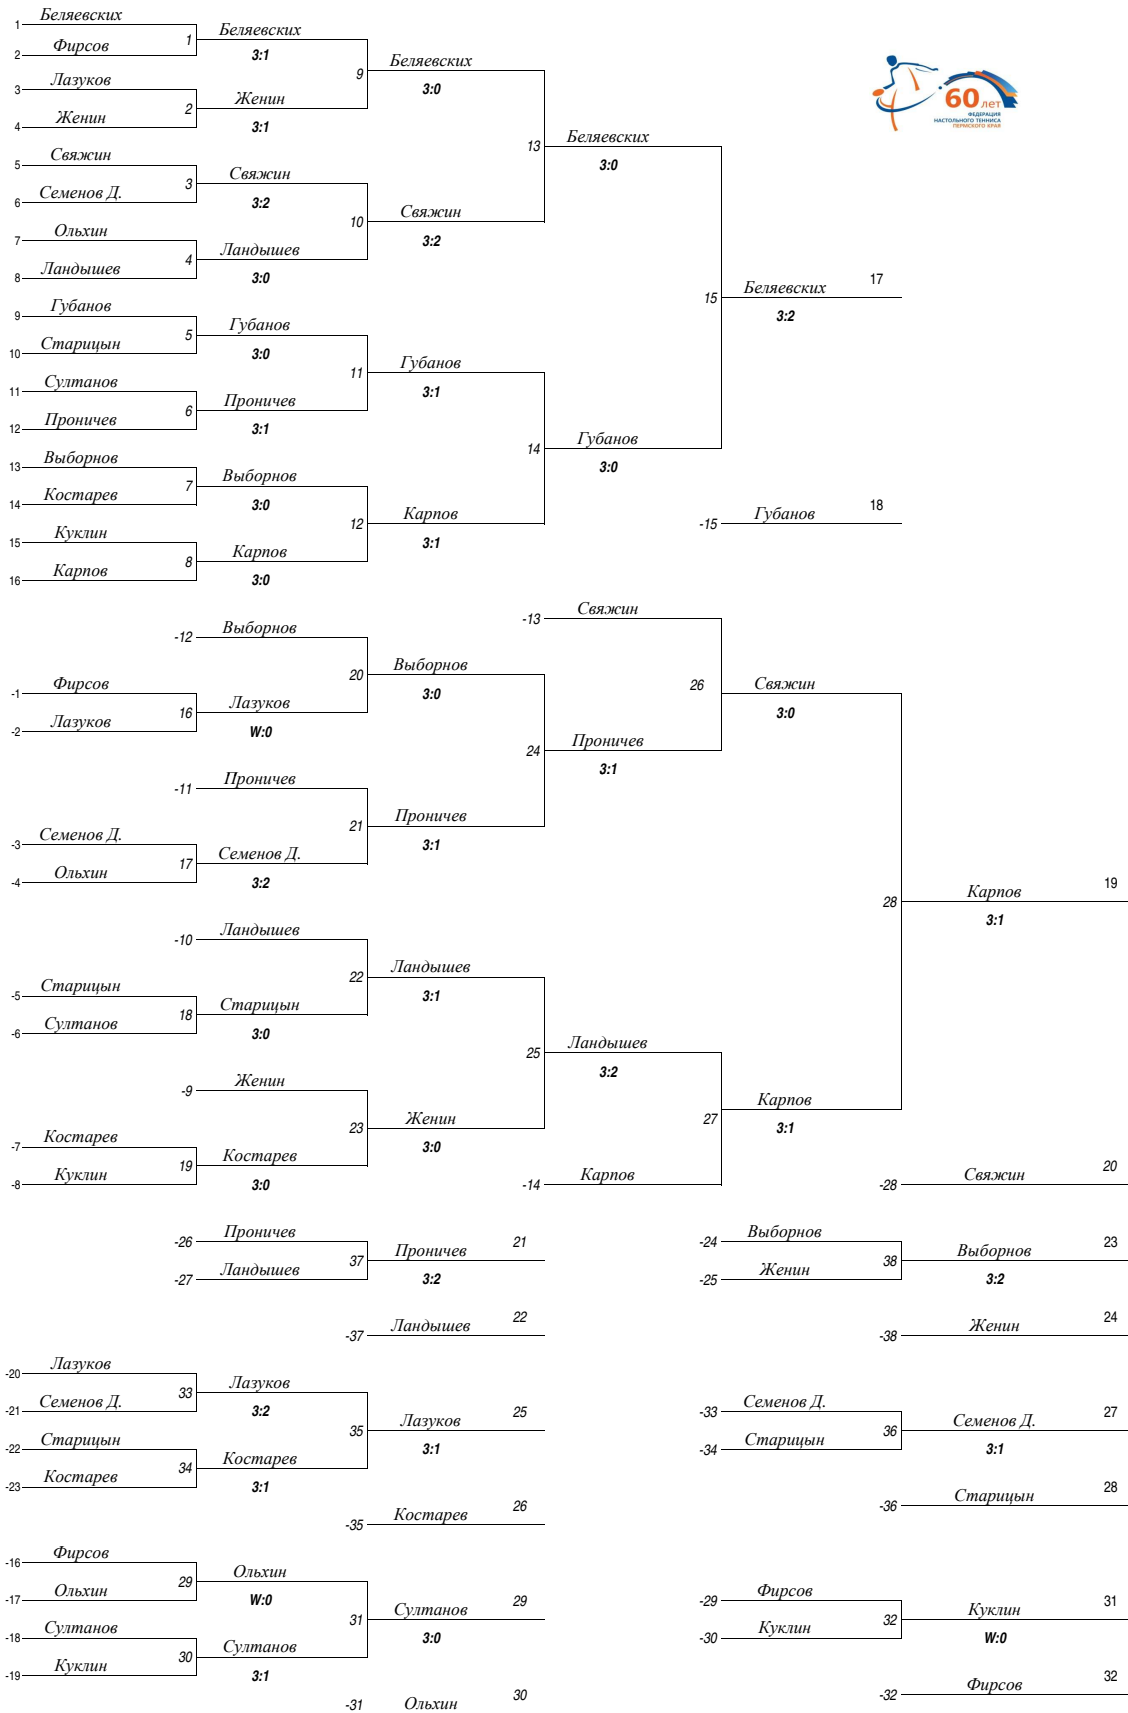 1 Беляевских
2 Фирсов
1 Беляевских
3:1
3 Лазуков
4 Женин
2 Женин
3:1
9 Беляевских
3:0
5 Свяжин
6 Семенов Д.
3 Свяжин
3:2
7 Ольхин
8 Ландышев
4 Ландышев
3:0
10 Свяжин
3:2
13 Беляевских
3:0
9 Губанов
10 Старицын
5 Губанов
3:0
11 Султанов
12 Проничев
6 Проничев
3:1
11 Губанов
3:1
13 Выборнов
14 Костарев
7 Выборнов
3:0
15 Куклин
16 Карпов
8 Карпов
3:0
12 Карпов
3:1
14 Губанов
3:0
15 Беляевских 17
3:2
-15 Губанов 18
60 лет
ФЕДЕРАЦИЯ
НАСТОЛЬНОГО ТЕННИСА
ПЕРМСКОГО КРАЯ
-12 Выборнов
-1 Фирсов
-2 Лазуков
16 Лазуков
W:0
20 Выборнов
3:0
-11 Проничев
-3 Семенов Д.
-4 Ольхин
17 Семенов Д.
3:2
21 Проничев
3:1
24 Проничев
3:1
-13 Свяжин
26 Свяжин
3:0
-10 Ландышев
-5 Старицын
-6 Султанов
18 Старицын
3:0
22 Ландышев
3:1
-9 Женин
-7 Костарев
-8 Куклин
19 Костарев
3:0
23 Женин
3:0
25 Ландышев
3:2
-14 Карпов
27 Карпов
3:1
28 Карпов 19
3:1
-28 Свяжин 20
-26 Проничев
-27 Ландышев
37 Проничев 21
3:2
-37 Ландышев 22
-24 Выборнов
-25 Женин
38 Выборнов 23
3:2
-38 Женин 24
-20 Лазуков
-21 Семенов Д.
33 Лазуков
3:2
-22 Старицын
-23 Костарев
34 Костарев
3:1
35 Лазуков 25
3:1
-35 Костарев 26
-33 Семенов Д.
-34 Старицын
36 Семенов Д. 27
3:1
-36 Старицын 28
-16 Фирсов
-17 Ольхин
29 Ольхин
W:0
-18 Султанов
-19 Куклин
30 Султанов
3:1
31 Султанов 29
3:0
-31 Ольхин 30
-29 Фирсов
-30 Куклин
32 Куклин 31
W:0
-32 Фирсов 32